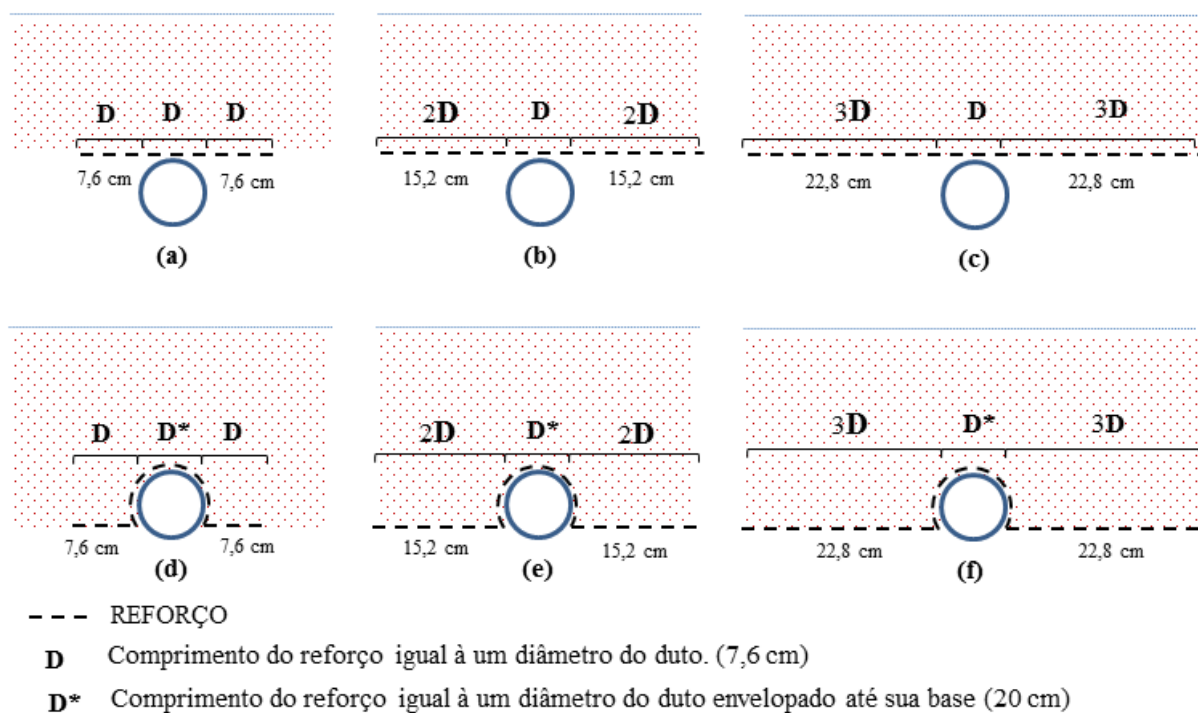 D D D
7,6 cm 7,6 cm
(a)
2D D 2D
15,2 cm 15,2 cm
(b)
3D D 3D
22,8 cm 22,8 cm
(c)
D D* D
7,6 cm 7,6 cm
(d)
2D D* 2D
15,2 cm 15,2 cm
(e)
3D D* 3D
22,8 cm 22,8 cm
(f)
REFORÇO
D Comprimento do reforço igual à um diâmetro do duto. (7,6 cm)
D* Comprimento do reforço igual à um diâmetro do duto envelopado até sua base (20 cm)